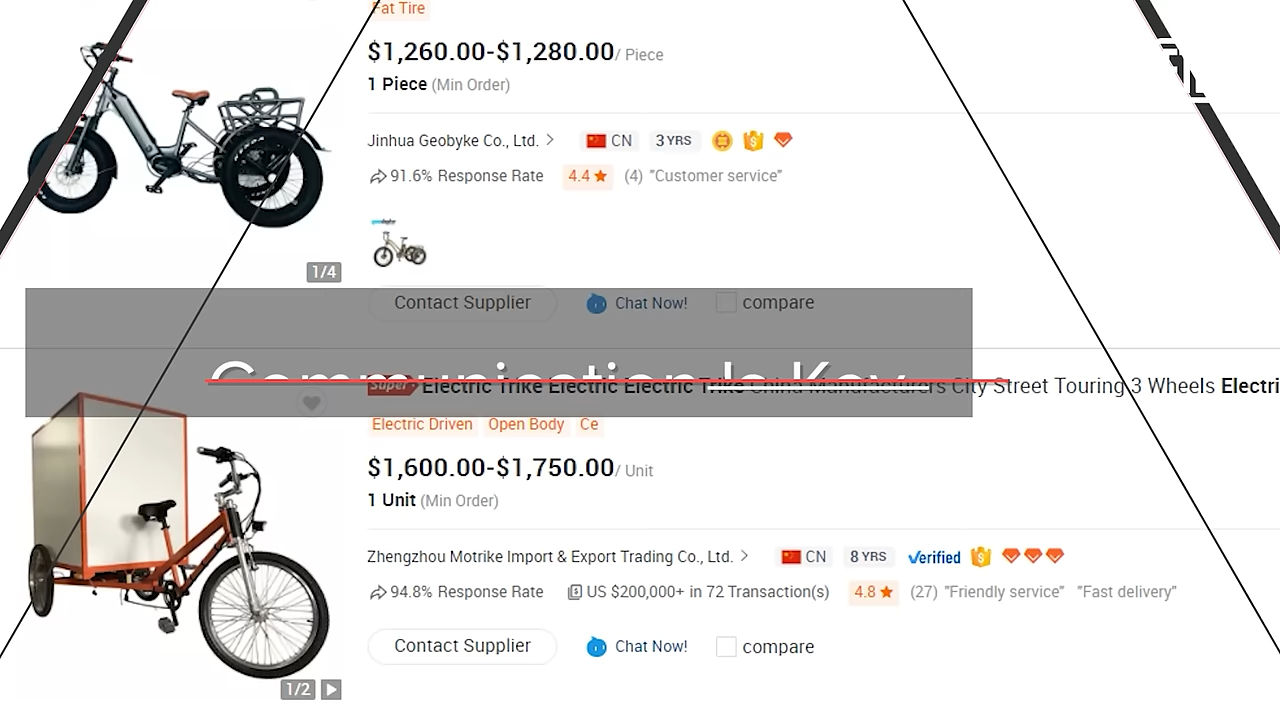 Fat Tire
$1,260.00-$1,280.00/ Piece
1 Piece (Min Order)
Jinhua Geobyke Co., Ltd. > CN 3 YRS
91.6% Response Rate 4.4 ★ (4) "Customer service"
1/4
Contact Supplier Chat Now! compare
Communication Is Key
Super Electric Trike Electric Electric Trike China Manufacturers City Street Touring 3 Wheels Electri
Electric Driven Open Body Ce
$1,600.00-$1,750.00/ Unit
1 Unit (Min Order)
Zhengzhou Motrike Import & Export Trading Co., Ltd. > CN 8 YRS Verified
94.8% Response Rate US $200,000+ in 72 Transaction(s) 4.8 ★ (27) "Friendly service" "Fast delivery"
Contact Supplier Chat Now! compare
1/2